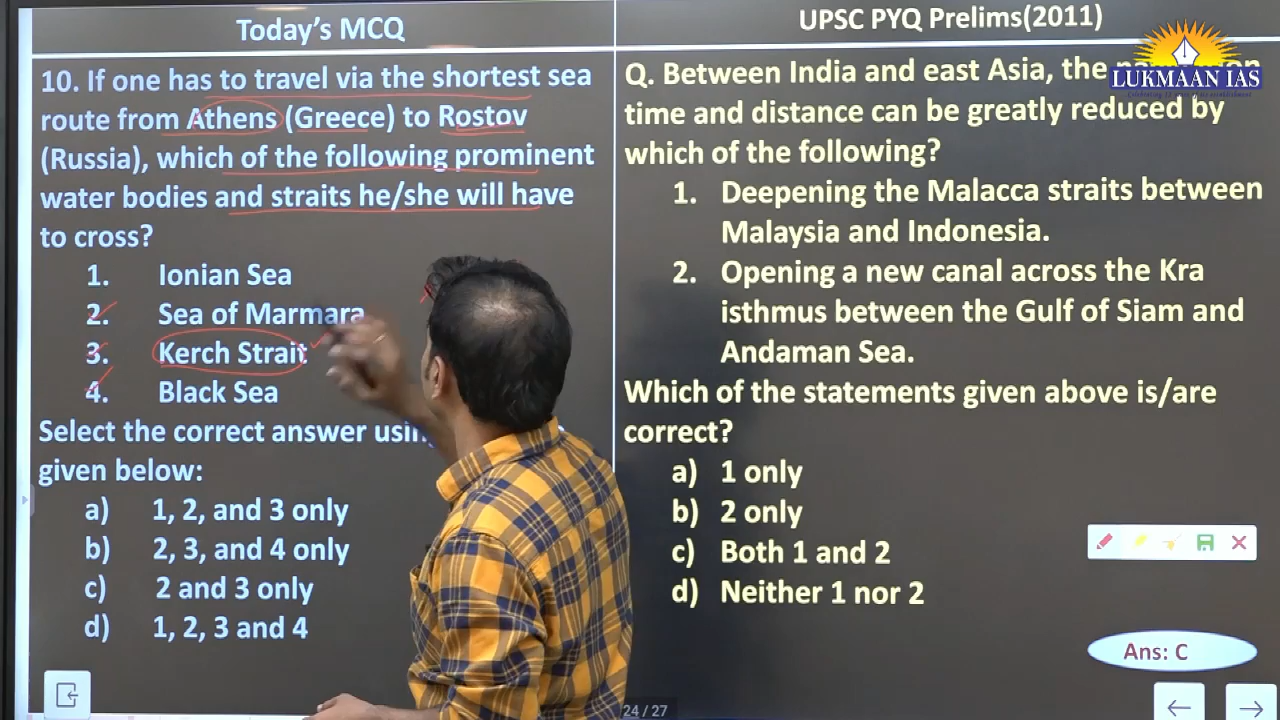 Today's MCQ
10. If one has to travel via the shortest sea
route from Athens (Greece) to Rostov
(Russia), which of the following prominent
water bodies and straits he/she will have
to cross?
1. Ionian Sea
2. Sea of Marmara
3. Kerch Strait
4. Black Sea
Select the correct answer
given below:
a) 1, 2, and 3 only
b) 2, 3, and 4 only
c) 2 and 3 only
d) 1, 2, 3 and 4
UPSC PYQ Prelims(2011)
LUKMAAN IAS
Q. Between India and east Asia, the
time and distance can be greatly reduced by
which of the following?
1. Deepening the Malacca straits between
Malaysia and Indonesia.
2. Opening a new canal across the Kra
isthmus between the Gulf of Siam and
Andaman Sea.
Which of the statements given above is/are
correct?
a) 1 only
b) 2 only
c) Both 1 and 2
d) Neither 1 nor 2
Ans: C
24 / 27